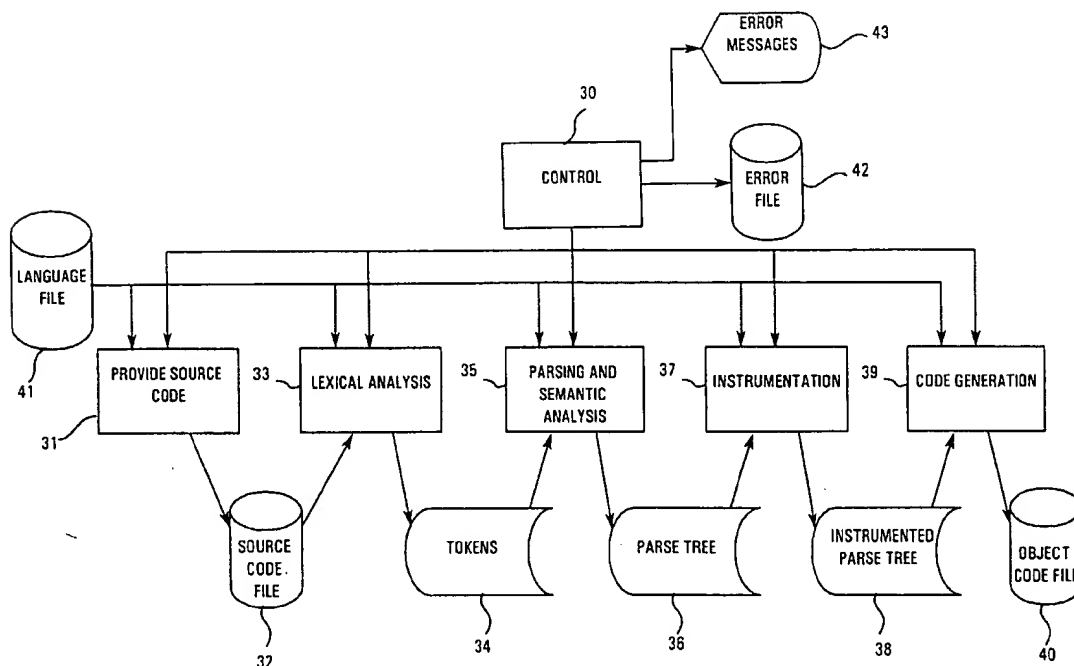 ERROR
MESSAGES
43
30
CONTROL
ERROR
FILE
42
LANGUAGE
FILE
41
PROVIDE SOURCE
CODE
31
33
LEXICAL ANALYSIS
35
PARSING AND
SEMANTIC
ANALYSIS
37
INSTRUMENTATION
39
CODE GENERATION
SOURCE
CODE.
FILE
32
TOKENS
34
PARSE TREE
36
INSTRUMENTED
PARSE TREE
38
OBJECT
CODE FILE
40